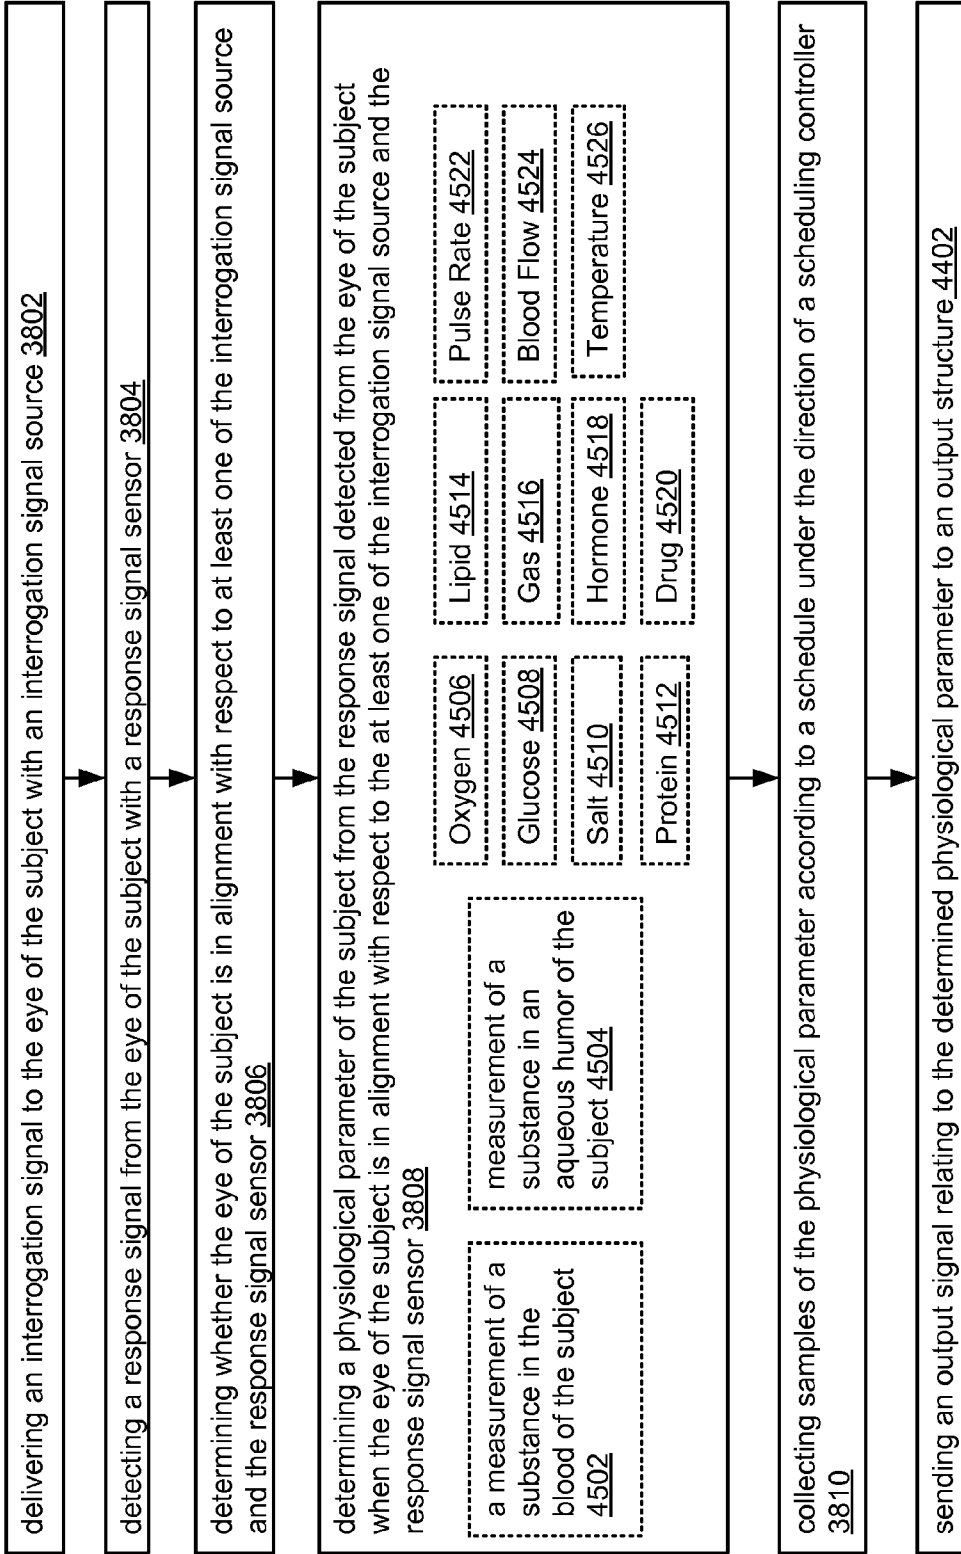 delivering an interrogation signal to the eye of the subject with an interrogation signal source 3802
detecting a response signal from the eye of the subject with a response signal sensor 3804
determining whether the eye of the subject is in alignment with respect to at least one of the interrogation signal source
and the response signal sensor 3806
determining a physiological parameter of the subject from the response signal detected from the eye of the subject
when the eye of the subject is in alignment with respect to the at least one of the interrogation signal source and the
response signal sensor 3808
a measurement of a
substance in the
blood of the subject
4502
measurement of a
substance in an
aqueous humor of the
subject 4504
Oxygen 4506
Glucose 4508
Salt 4510
Protein 4512
Lipid 4514
Gas 4516
Hormone 4518
Drug 4520
Pulse Rate 4522
Blood Flow 4524
Temperature 4526
collecting samples of the physiological parameter according to a schedule under the direction of a scheduling controller
3810
sending an output signal relating to the determined physiological parameter to an output structure 4402